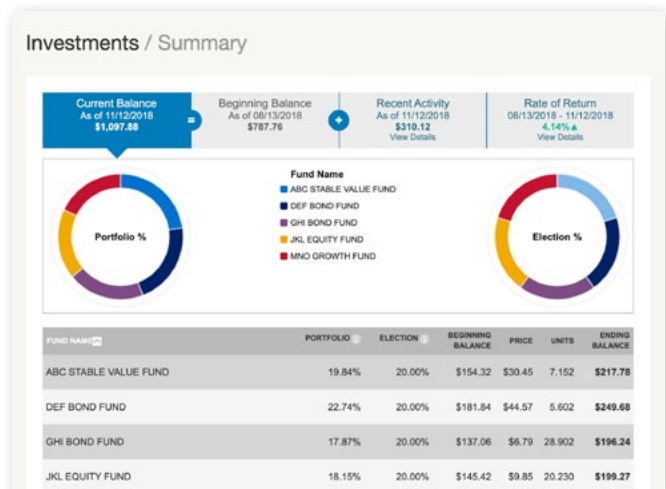 Investments / Summary
Current Balance
As of 11/12/2018
$1,097.88
=
Beginning Balance
As of 08/13/2018
$787.76
+
Recent Activity
As of 11/12/2018
$310.12
View Details
Rate of Return
08/13/2018 - 11/12/2018
4.14%▲
View Details
Portfolio %
Fund Name
ABC STABLE VALUE FUND
DEF BOND FUND
GHI BOND FUND
JKL EQUITY FUND
MNO GROWTH FUND
Election %
FUND NAME PORTFOLIO ELECTION BEGINNING BALANCE PRICE UNITS ENDING BALANCE
ABC STABLE VALUE FUND 19.84% 20.00% $154.32 $30.45 7.152 $217.78
DEF BOND FUND 22.74% 20.00% $181.84 $44.57 5.602 $249.68
GHI BOND FUND 17.87% 20.00% $137.06 $6.79 28.902 $196.24
JKL EQUITY FUND 18.15% 20.00% $145.42 $9.85 20.230 $199.27